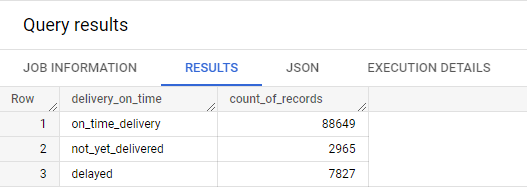 Query results
JOB INFORMATION RESULTS JSON EXECUTION DETAILS
Row delivery_on_time count_of_records
1 on_time_delivery 88649
2 not_yet_delivered 2965
3 delayed 7827